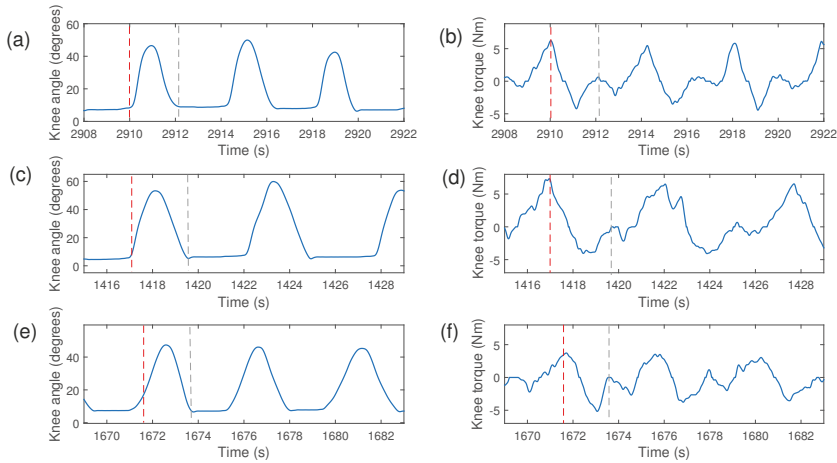 (a)
Knee angle (degrees)
60
40
20
0
2908 2910 2912 2914 2916 2918 2920 2922
Time (s)
(b)
Knee torque (Nm)
5
0
-5
2908 2910 2912 2914 2916 2918 2920 2922
Time (s)
(c)
Knee angle (degrees)
60
40
20
0
1416 1418 1420 1422 1424 1426 1428
Time (s)
(d)
Knee torque (Nm)
5
0
-5
1416 1418 1420 1422 1424 1426 1428
Time (s)
(e)
Knee angle (degrees)
40
20
0
1670 1672 1674 1676 1678 1680 1682
Time (s)
(f)
Knee torque (Nm)
5
0
-5
1670 1672 1674 1676 1678 1680 1682
Time (s)